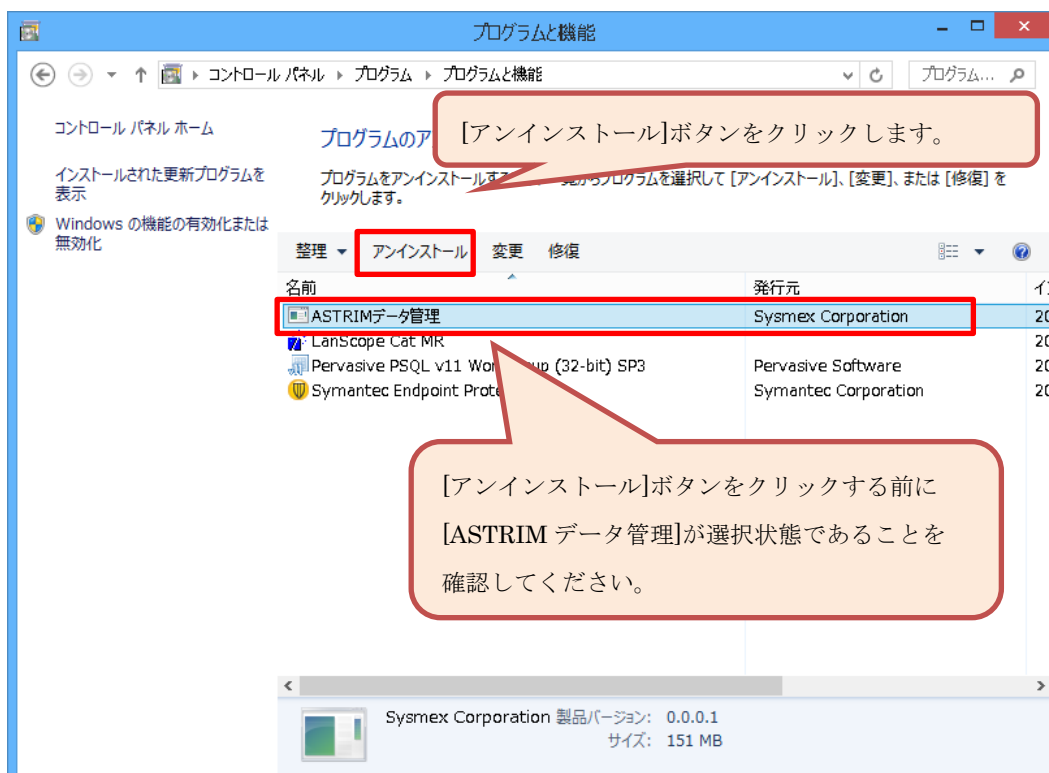 プログラムと機能
コントロール パネル ▸ プログラム ▸ プログラムと機能
プログラム...
コントロール パネル ホーム
インストールされた更新プログラムを
表示
Windows の機能の有効化または
無効化
プログラムのア
[アンインストール]ボタンをクリックします。
プログラムをアンインストールする 一覧からプログラムを選択して [アンインストール]、[変更]、または [修復] を
クリックします。
整理 アンインストール 変更 修復
名前 発行元
ASTRIMデータ管理 Sysmex Corporation 20
LanScope Cat MR 20
Pervasive PSQL v11 Wor up (32-bit) SP3 Pervasive Software 20
Symantec Endpoint Prote Symantec Corporation 20
[アンインストール]ボタンをクリックする前に
[ASTRIM データ管理]が選択状態であることを
確認してください。
Sysmex Corporation 製品バージョン: 0.0.0.1
サイズ: 151 MB